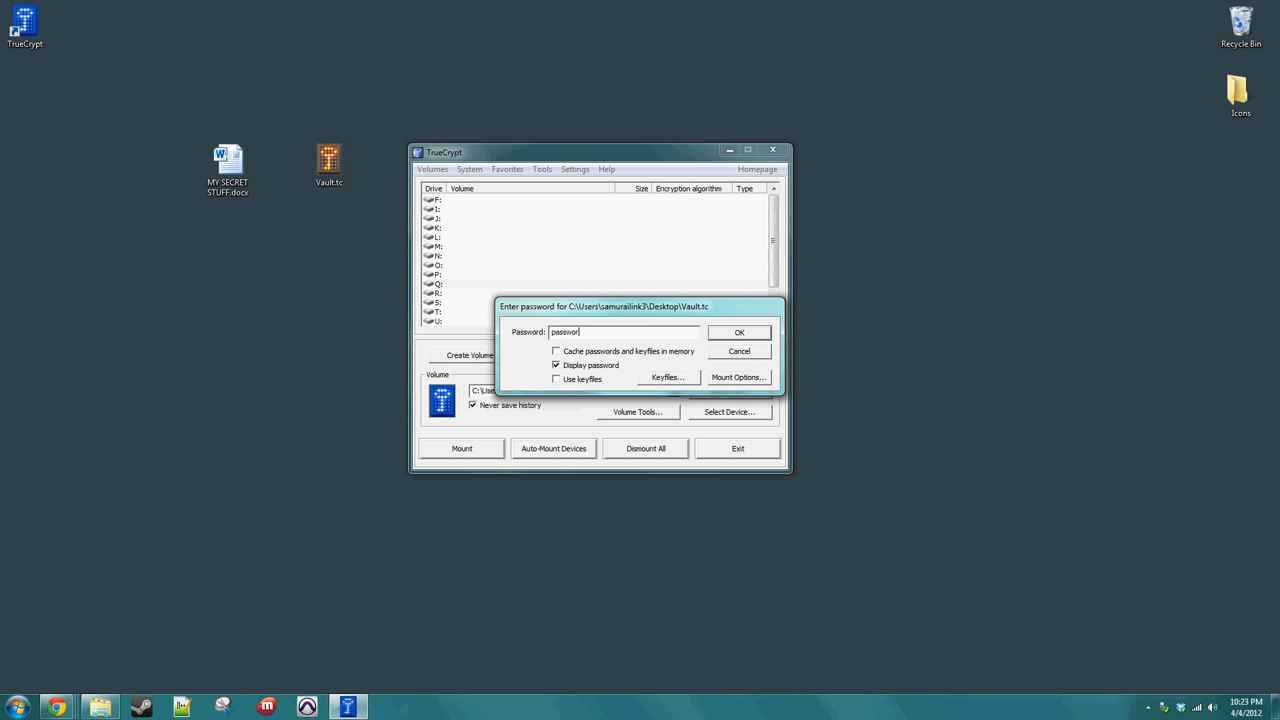 TrueCrypt
Recycle Bin
Icons
MY SECRET
STUFF.docx
Vault.tc
TrueCrypt
Volumes System Favorites Tools Settings Help Homepage
Drive Volume Size Encryption algorithm Type
F:
I:
J:
K:
L:
M:
N:
O:
P:
Q:
R:
S:
T:
U:
Enter password for C:\Users\samurailink3\Desktop\Vault.tc
Password: passwor OK
Cache passwords and keyfiles in memory Cancel
Display password
Use keyfiles Keyfiles... Mount Options...
Create Volume
Volume
C:\Use
Never save history Volume Tools... Select Device...
Mount Auto-Mount Devices Dismount All Exit
10:23 PM
4/4/2012